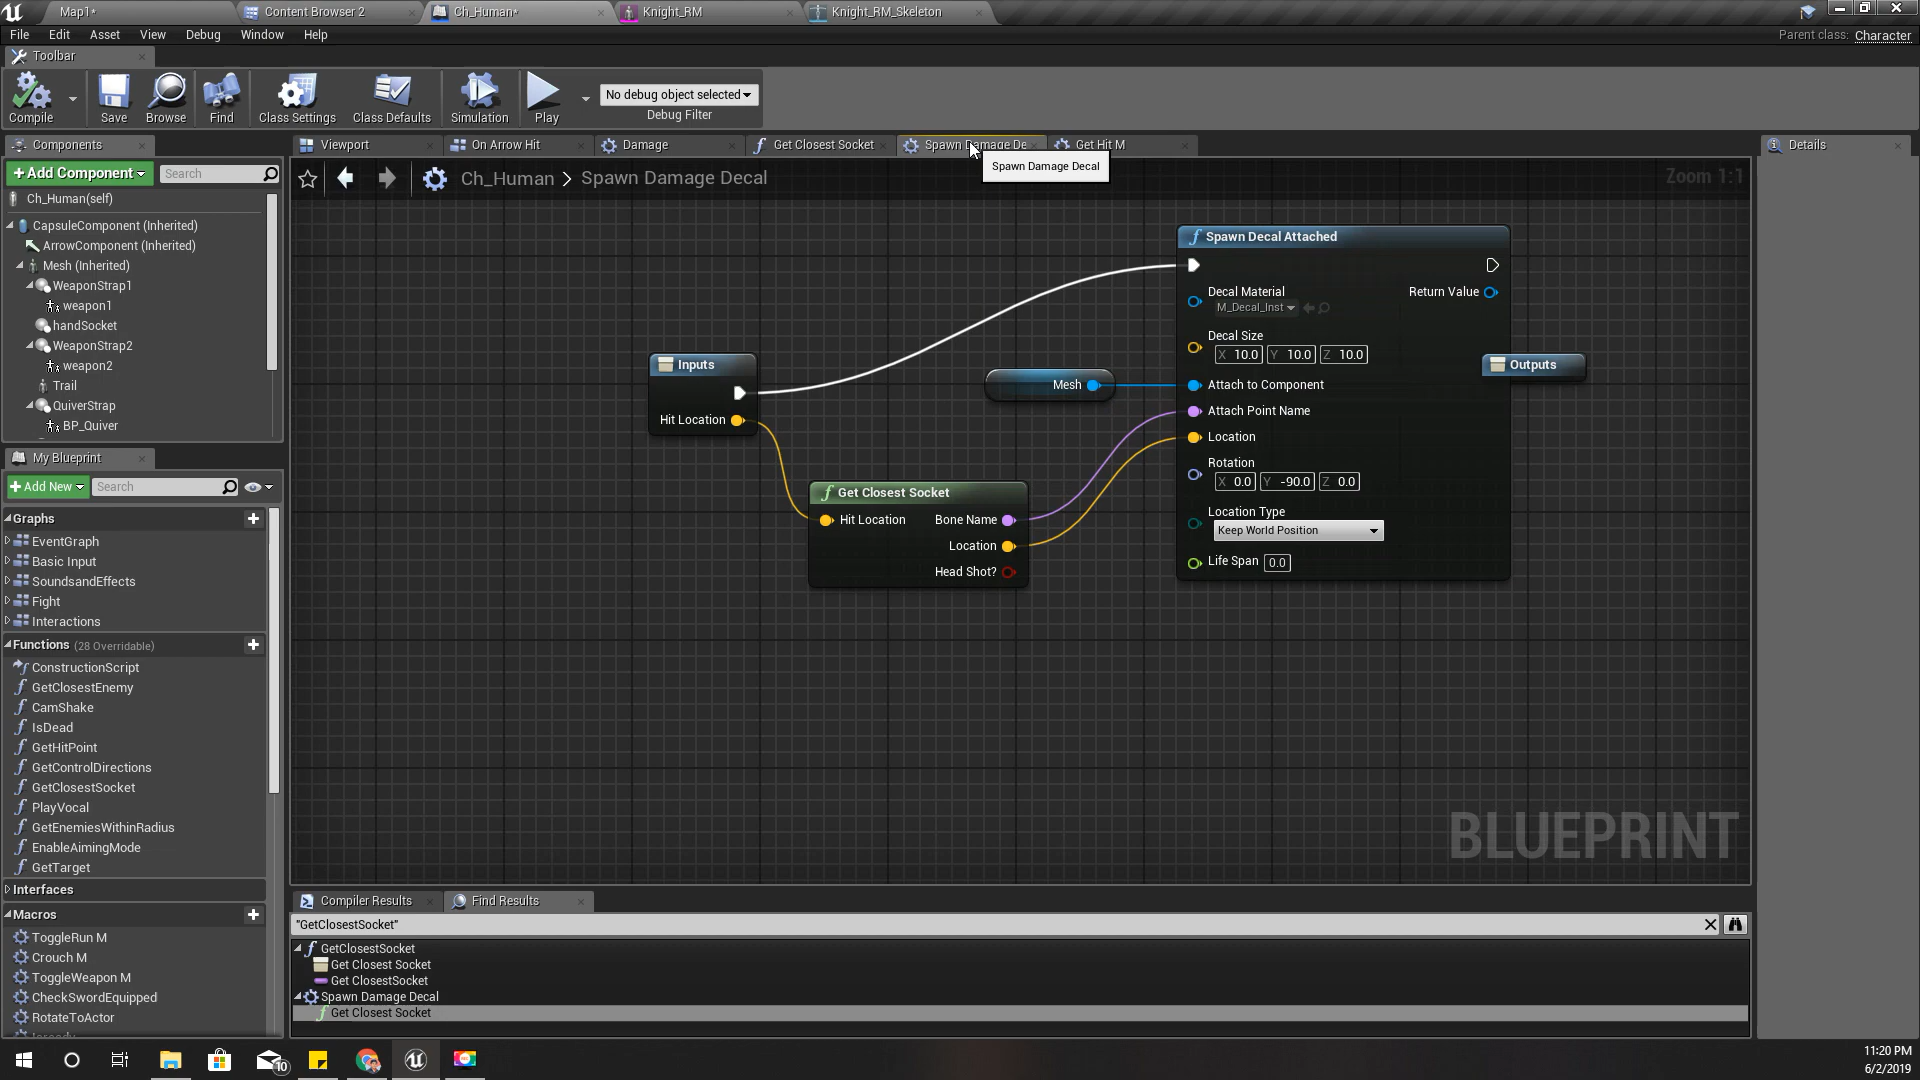 Map1*
Content Browser 2
Ch_Human*
Knight_RM
Knight_RM_Skeleton
File Edit Asset View Debug Window Help
Parent class: Character
Toolbar
Compile
Save
Browse
Find
Class Settings
Class Defaults
Simulation
Play
No debug object selected
Debug Filter
Components
+Add Component
Search
Ch_Human(self)
CapsuleComponent (Inherited)
ArrowComponent (Inherited)
Mesh (Inherited)
WeaponStrap1
weapon1
handSocket
WeaponStrap2
weapon2
Trail
QuiverStrap
BP_Quiver
My Blueprint
+Add New
Search
Graphs
EventGraph
Basic Input
SoundsandEffects
Fight
Interactions
Functions (28 Overridable)
ConstructionScript
GetClosestEnemy
CamShake
IsDead
GetHitPoint
GetControlDirections
GetClosestSocket
PlayVocal
GetEnemiesWithinRadius
EnableAimingMode
GetTarget
Interfaces
Macros
ToggleRun M
Crouch M
ToggleWeapon M
CheckSwordEquipped
RotateToActor
Viewport
On Arrow Hit
Damage
Get Closest Socket
Spawn Damage De
Get Hit M
Spawn Damage Decal
Ch_Human > Spawn Damage Decal
Zoom 1:1
Inputs
Hit Location
Mesh
Get Closest Socket
Hit Location
Bone Name
Location
Head Shot?
Spawn Decal Attached
Decal Material
M_Decal_Inst
Return Value
Decal Size
X 10.0 Y 10.0 Z 10.0
Attach to Component
Attach Point Name
Location
Rotation
X 0.0 Y -90.0 Z 0.0
Location Type
Keep World Position
Life Span 0.0
Outputs
BLUEPRINT
Details
Compiler Results
Find Results
"GetClosestSocket"
GetClosestSocket
Get Closest Socket
Get ClosestSocket
Spawn Damage Decal
Get Closest Socket
10
11:20 PM
6/2/2019